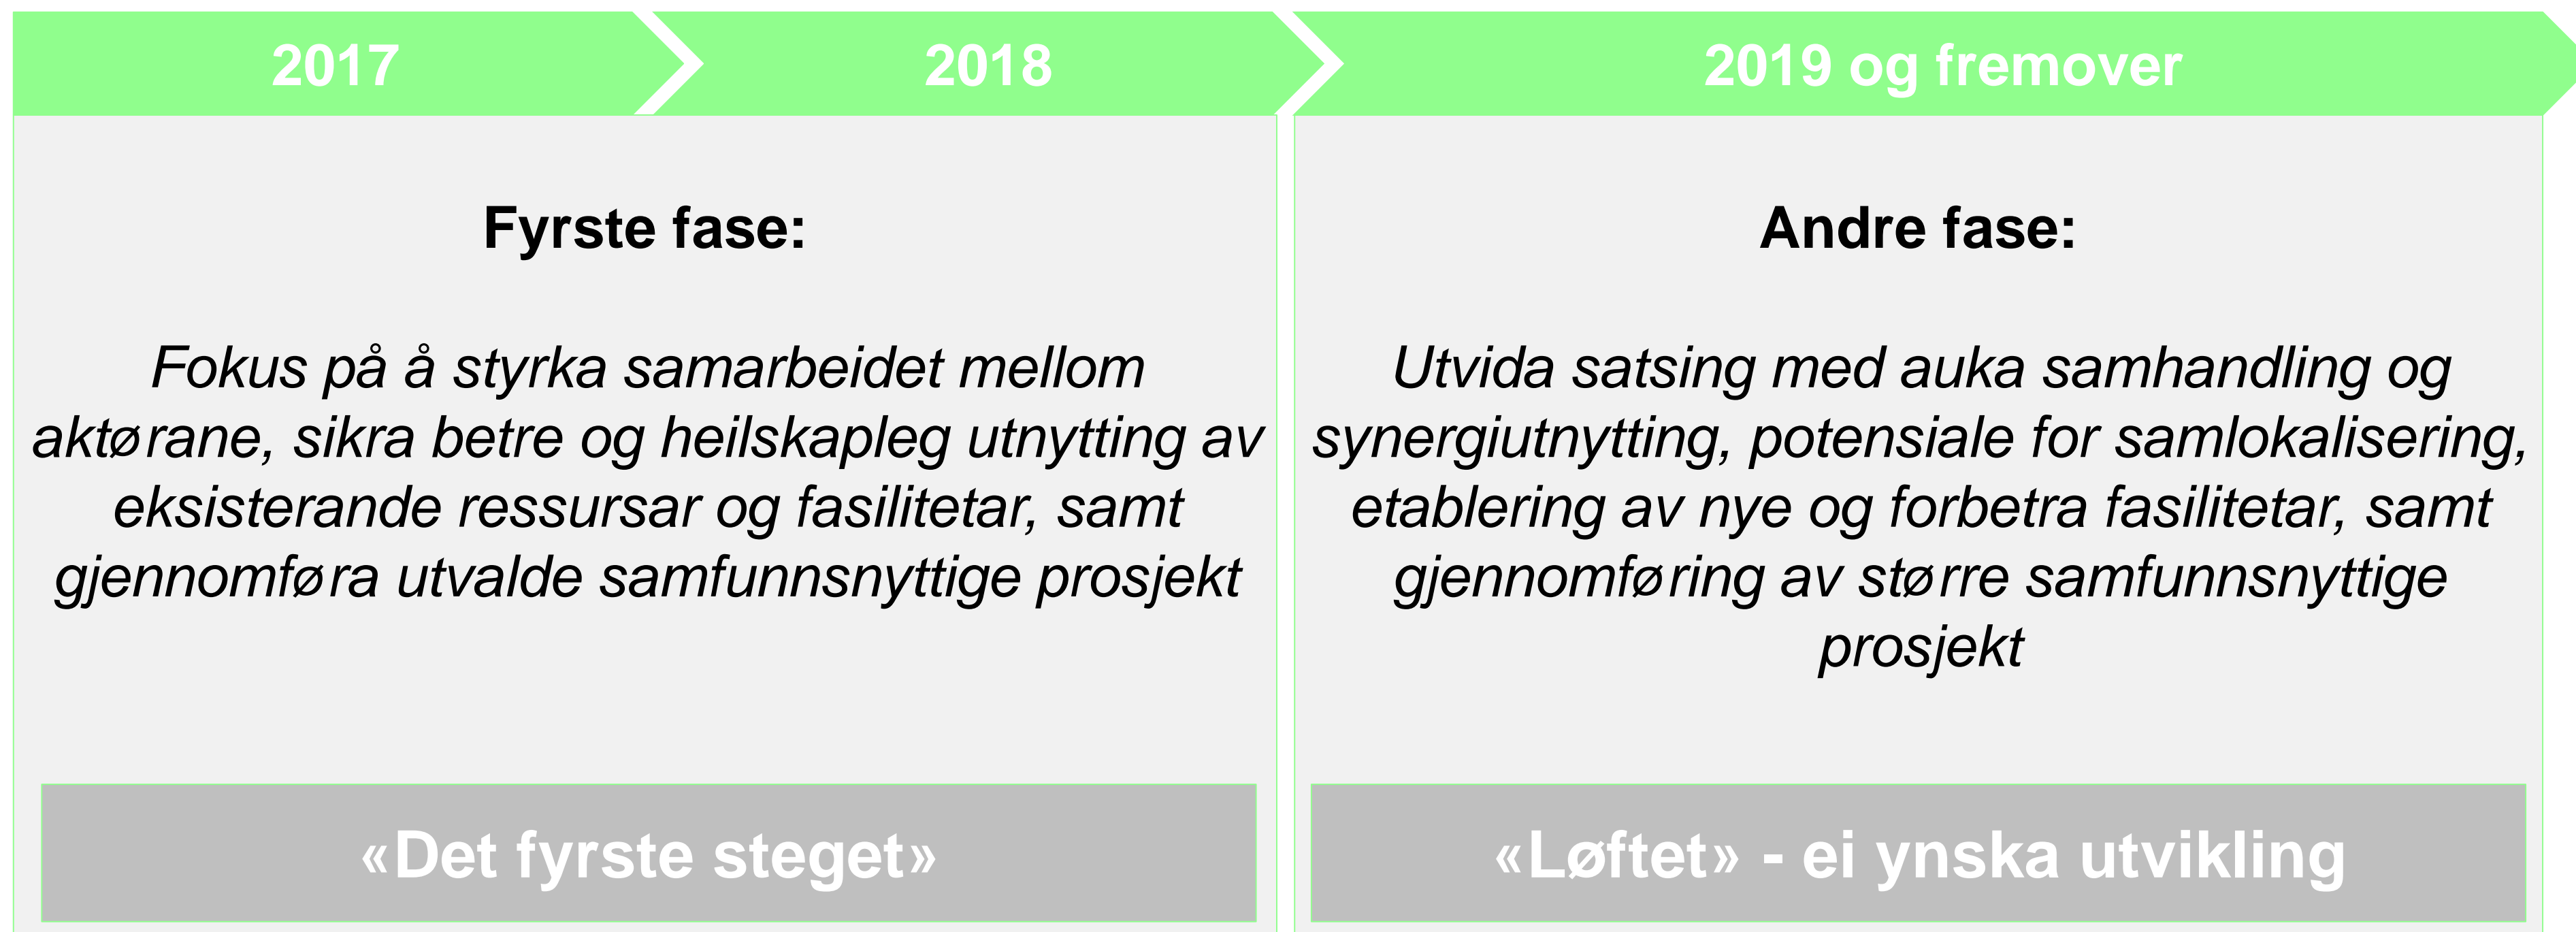 2017
2018
2019 og fremover
Fyrste fase:
Fokus på å styrka samarbeidet mellom
aktørane, sikra betre og heilskapleg utnytting av
eksisterande ressursar og fasilitetar, samt
gjennomføra utvalde samfunnsnyttige prosjekt
«Det fyrste steget»
Andre fase:
Utvida satsing med auka samhandling og
synergiutnytting, potensiale for samlokalisering,
etablering av nye og forbetra fasilitetar, samt
gjennomføring av større samfunnsnyttige
prosjekt
«Løftet» - ei ynska utvikling